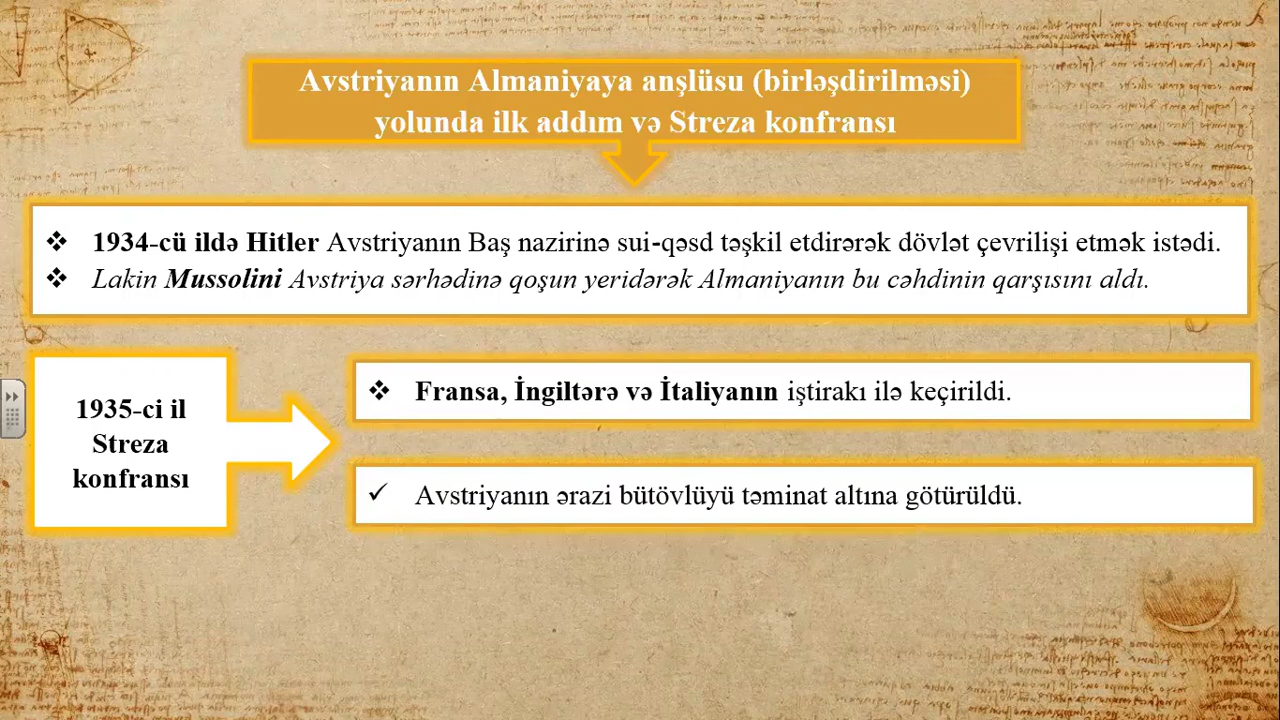 Avstriyanın Almaniyaya anşlüsu (birləşdirilməsi)
yolunda ilk addım və Streza konfransı
❖ 1934-cü ildə Hitler Avstriyanın Baş nazirinə sui-qəsd təşkil etdirərək dövlət çevrilişi etmək istədi.
❖ Lakin Mussolini Avstriya sərhədinə qoşun yeridərək Almaniyanın bu cəhdinin qarşısını aldı.
1935-ci il
Streza
konfransı
❖ Fransa, İngiltərə və İtaliyanın iştirakı ilə keçirildi.
✓ Avstriyanın ərazi bütövlüyü təminat altına götürüldü.